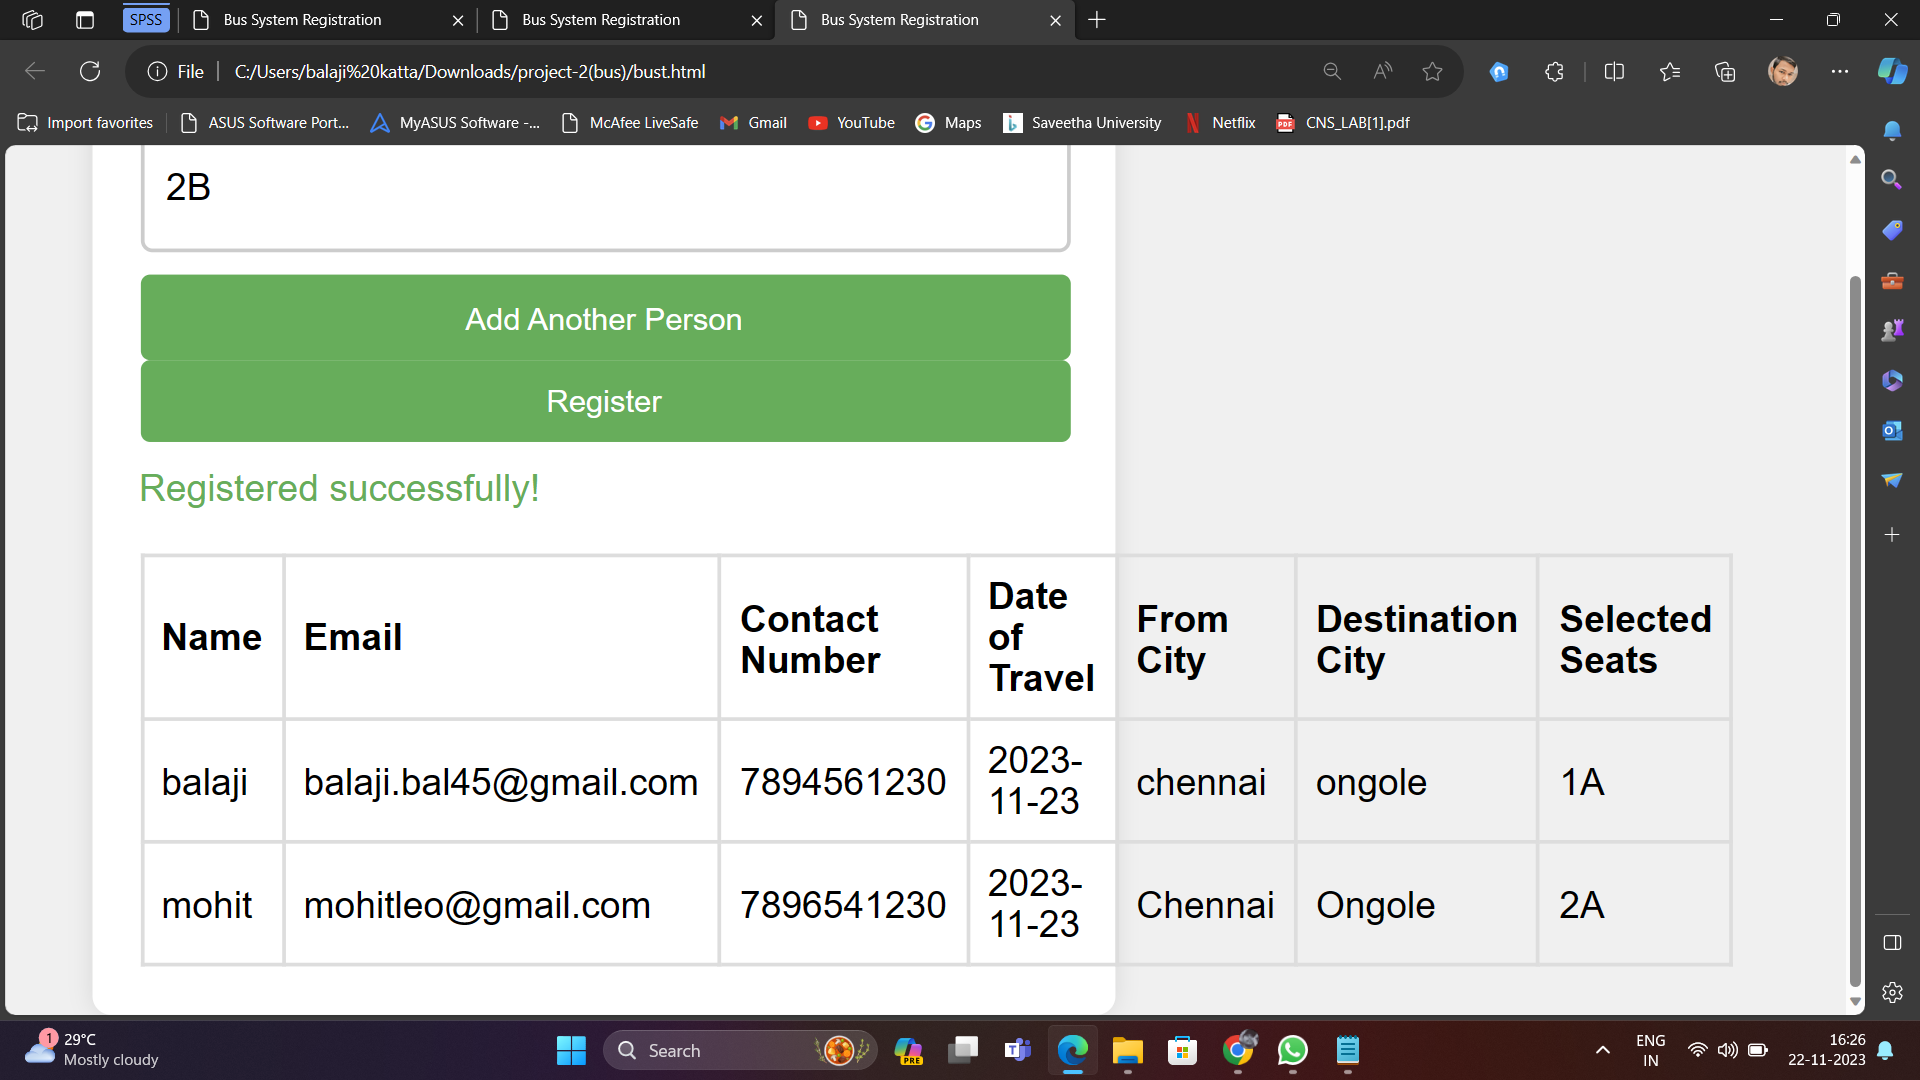 SPSS
Bus System Registration
Bus System Registration
Bus System Registration
File
C:/Users/balaji%20katta/Downloads/project-2(bus)/bust.html
Import favorites
ASUS Software Port...
MyASUS Software -...
McAfee LiveSafe
Gmail
YouTube
Maps
Saveetha University
Netflix
CNS_LAB[1].pdf
2B
Add Another Person
Register
Registered successfully!
Name Email Contact Number Date of Travel From City Destination City Selected Seats
balaji balaji.bal45@gmail.com 7894561230 2023-11-23 chennai ongole 1A
mohit mohitleo@gmail.com 7896541230 2023-11-23 Chennai Ongole 2A
1
29°C
Mostly cloudy
Search
PRE
ENG
IN
16:26
22-11-2023